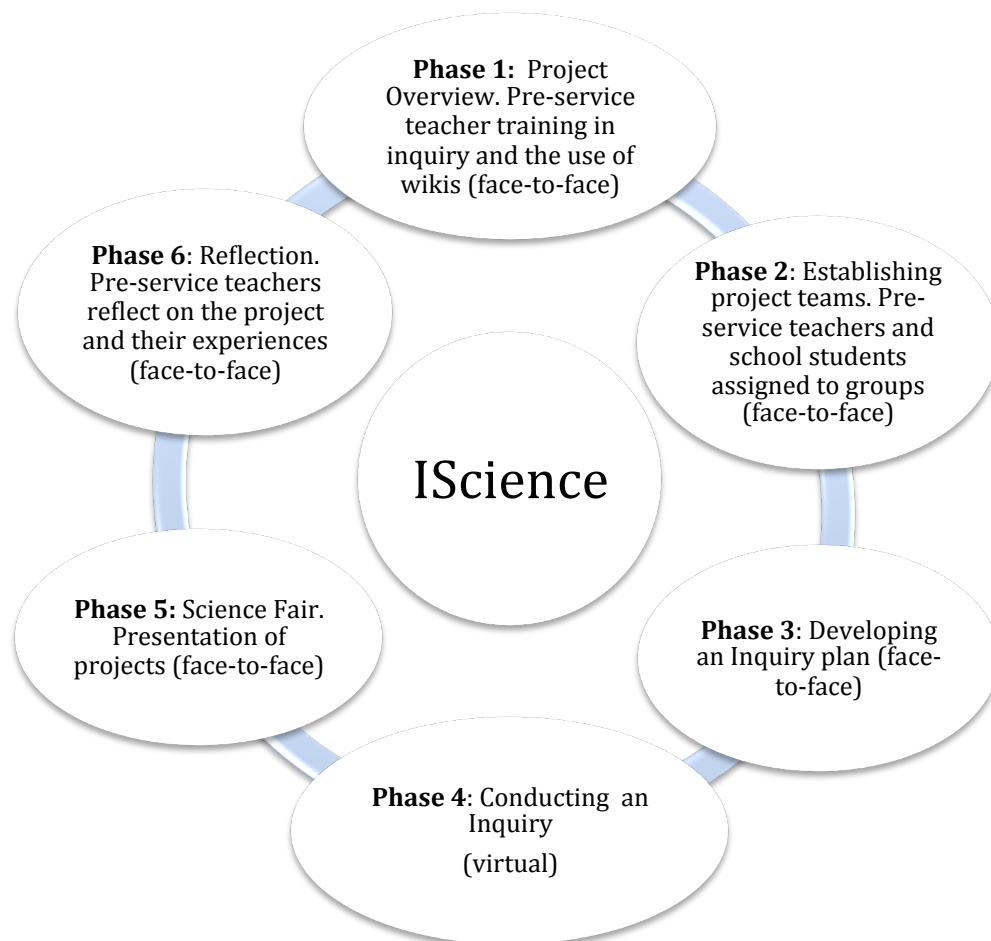 Phase 1: Project
Overview. Pre-service
teacher training in
inquiry and the use of
wikis (face-to-face)
Phase 2: Establishing
project teams. Pre-
service teachers and
school students
assigned to groups
(face-to-face)
Phase 3: Developing
an Inquiry plan (face-
to-face)
Phase 4: Conducting an
Inquiry
(virtual)
Phase 5: Science Fair.
Presentation of
projects (face-to-face)
Phase 6: Reflection.
Pre-service teachers
reflect on the project
and their experiences
(face-to-face)
IScience